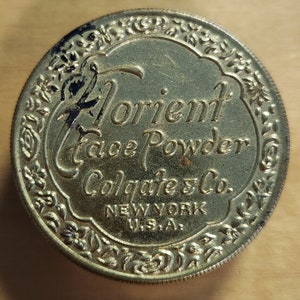 Florient
Face Powder
Colgate & Co.
NEW YORK
U.S.A.